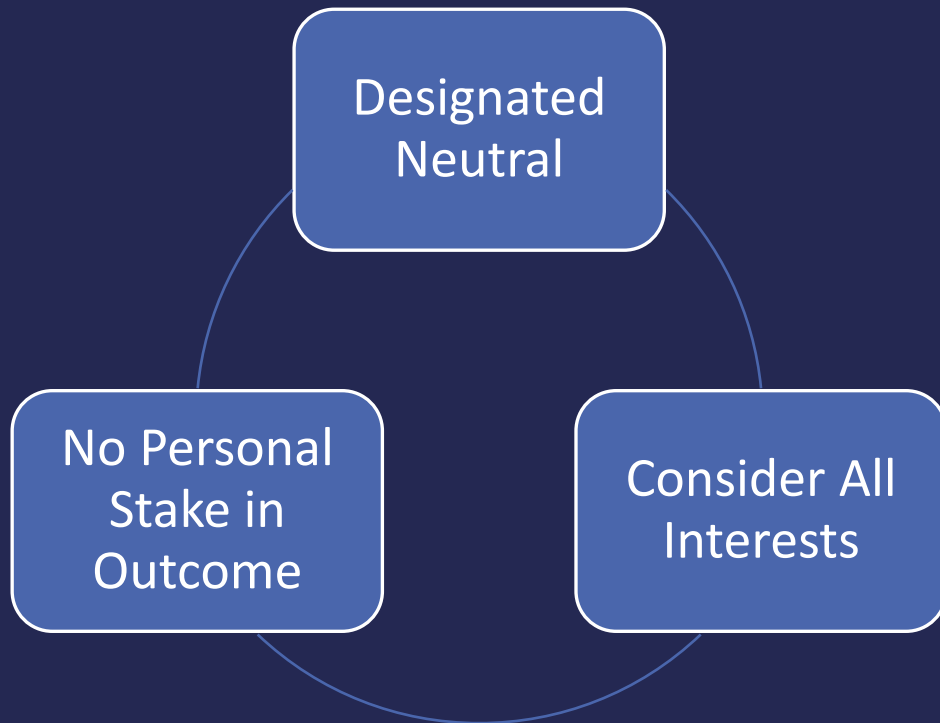 Designated
Neutral
No Personal
Stake in
Outcome
Consider All
Interests